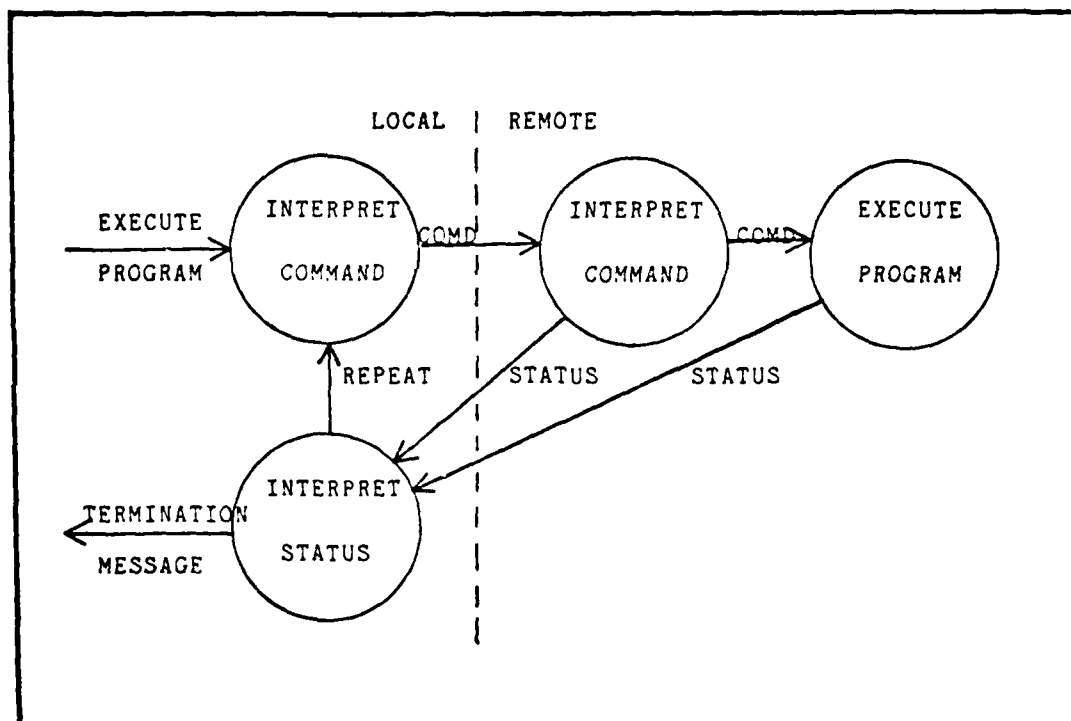 LOCAL | REMOTE
EXECUTE
PROGRAM
INTERPRET
COMMAND
COMD
INTERPRET
COMMAND
COMD
EXECUTE
PROGRAM
REPEAT
STATUS
STATUS
INTERPRET
STATUS
TERMINATION
MESSAGE